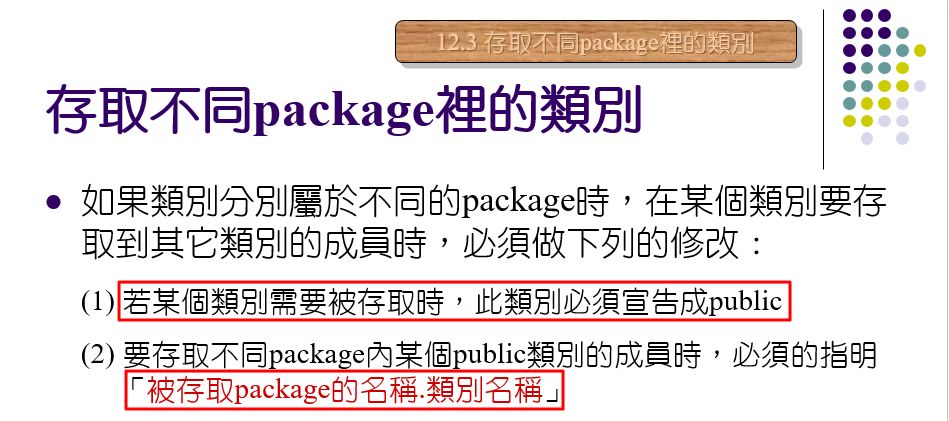 12.3 存取不同package裡的類別
存取不同package裡的類別
如果類別分別屬於不同的package時，在某個類別要存
取到其它類別的成員時，必須做下列的修改：
(1) 若某個類別需要被存取時，此類別必須宣告成public
(2) 要存取不同package內某個public類別的成員時，必須的指明
「被存取package的名稱.類別名稱」